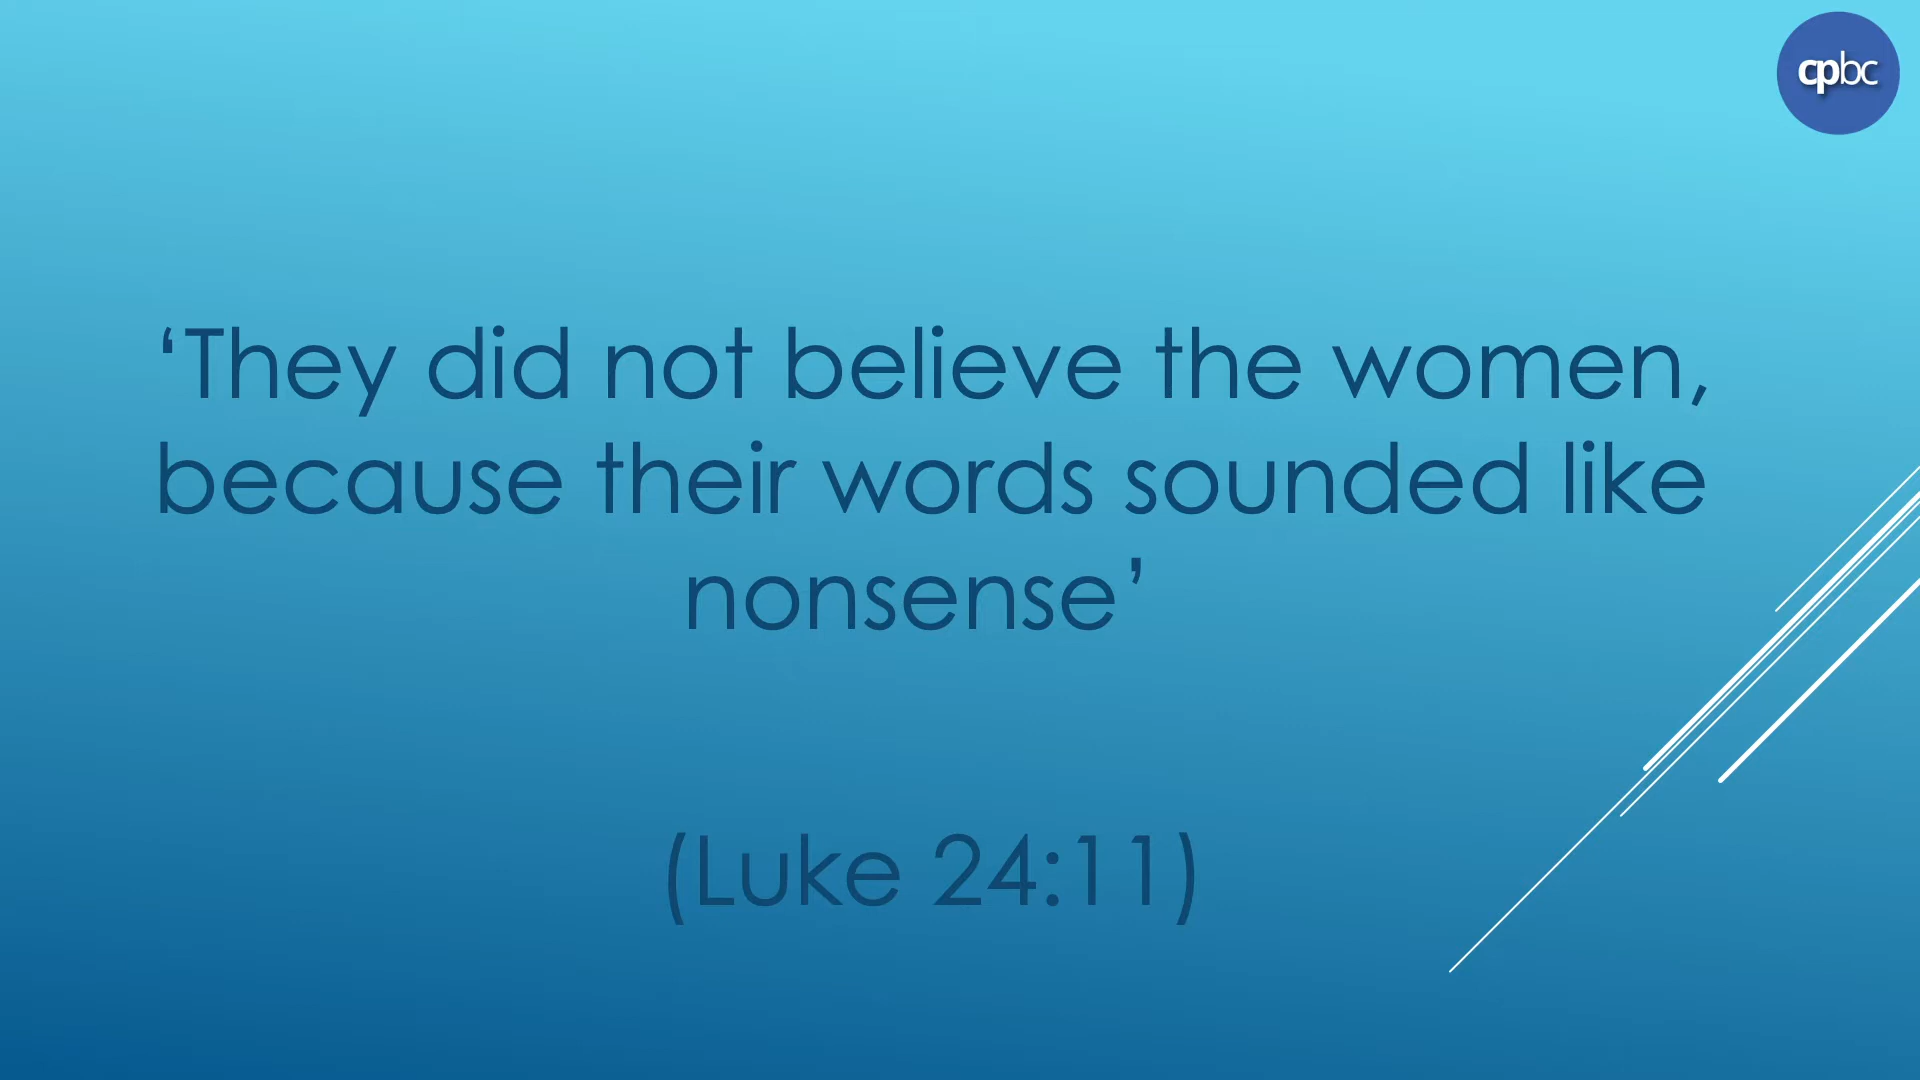 cpbc
‘They did not believe the women,
because their words sounded like
nonsense’
(Luke 24:11)